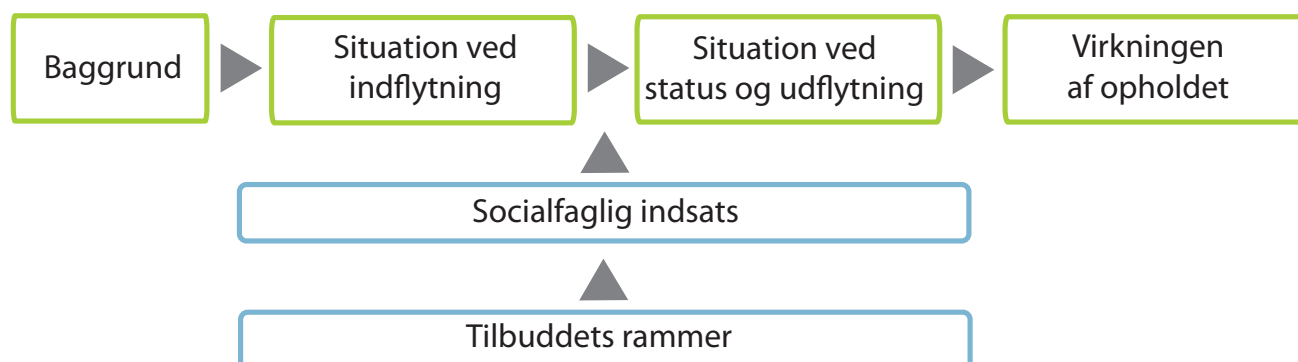 Baggrund
Situation ved
indflytning
Situation ved
status og udflytning
Virkningen
af opholdet
Socialfaglig indsats
Tilbuddets rammer